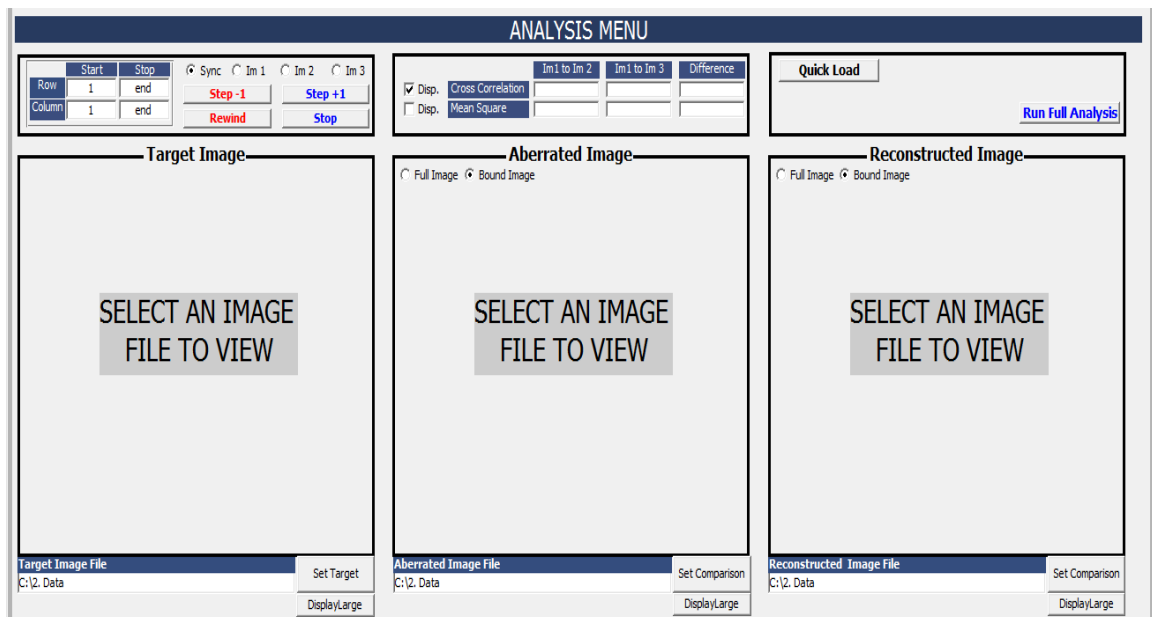 ANALYSIS MENU
Start Stop
Row 1 end
Column 1 end
Sync Im 1 Im 2 Im 3
Step -1 Step +1
Rewind Stop
Im1 to Im 2 Im1 to Im 3 Difference
Disp. Cross Correlation
Disp. Mean Square
Quick Load
Run Full Analysis
Target Image
SELECT AN IMAGE
FILE TO VIEW
Target Image File
C:\2. Data
Set Target
DisplayLarge
Aberrated Image
Full Image Bound Image
SELECT AN IMAGE
FILE TO VIEW
Aberrated Image File
C:\2. Data
Set Comparison
DisplayLarge
Reconstructed Image
Full Image Bound Image
SELECT AN IMAGE
FILE TO VIEW
Reconstructed Image File
C:\2. Data
Set Comparison
DisplayLarge